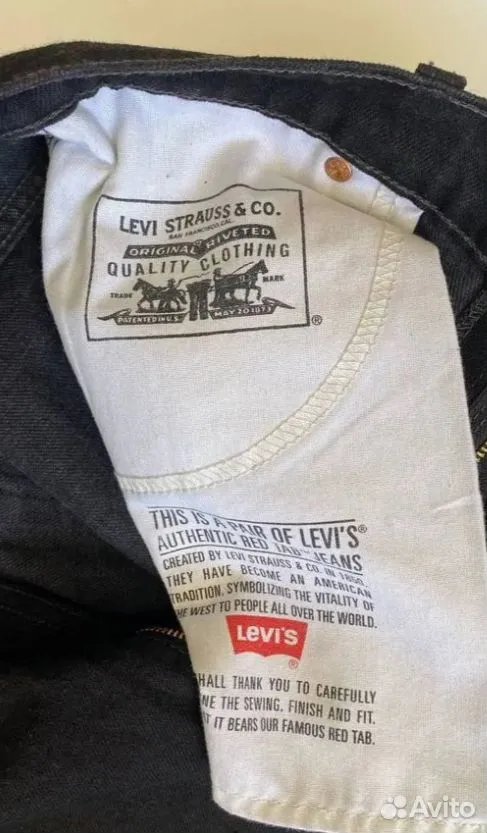 LEVI STRAUSS & CO.
SAN FRANCISCO, CAL.
ORIGINAL RIVETED
QUALITY CLOTHING
TRADE MARK
PATENTED IN U.S. MAY 20 1873
®
THIS IS A PAIR OF LEVI'S®
AUTHENTIC RED TAB™ JEANS
CREATED BY LEVI STRAUSS & CO. IN 1850.
THEY HAVE BECOME AN AMERICAN
TRADITION, SYMBOLIZING THE VITALITY OF
THE WEST TO PEOPLE ALL OVER THE WORLD.
LEVI'S
®
HALL THANK YOU TO CAREFULLY
NE THE SEWING, FINISH AND FIT.
T IT BEARS OUR FAMOUS RED TAB.
Avito